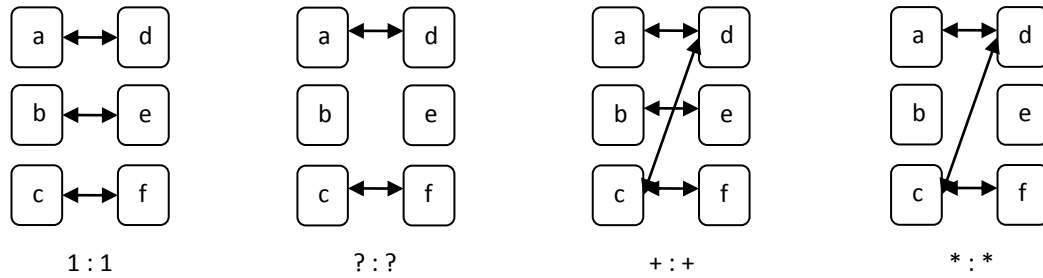 a d a d a d a d
b e b e b e b e
c f c f c f c f
1 : 1 ? : ? + : + * : *